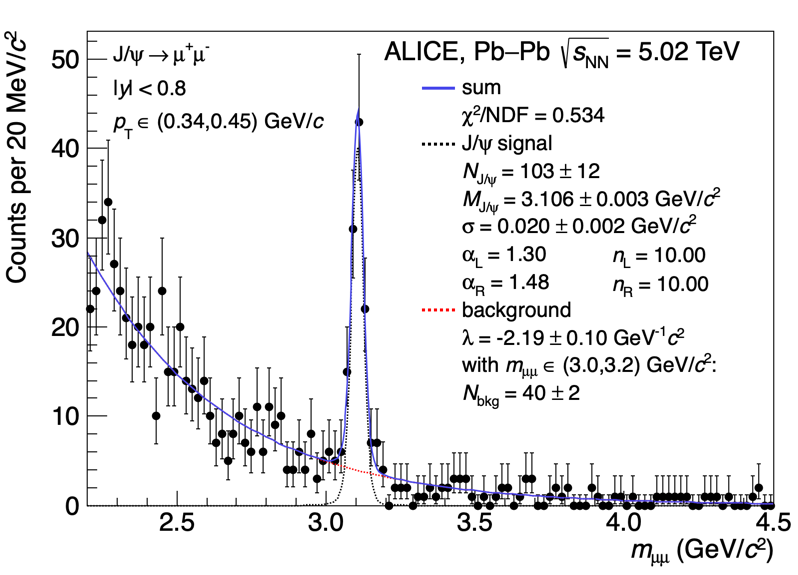 Counts per 20 MeV/c²
50
40
30
20
10
0
J/ψ → μ⁺μ⁻
|y| < 0.8
p_T ∈ (0.34,0.45) GeV/c
ALICE, Pb–Pb √s_NN = 5.02 TeV
sum
χ²/NDF = 0.534
J/ψ signal
N_J/ψ = 103 ± 12
M_J/ψ = 3.106 ± 0.003 GeV/c²
σ = 0.020 ± 0.002 GeV/c²
α_L = 1.30 n_L = 10.00
α_R = 1.48 n_R = 10.00
background
λ = -2.19 ± 0.10 GeV⁻¹c²
with m_μμ ∈ (3.0,3.2) GeV/c²:
N_bkg = 40 ± 2
2.5 3.0 3.5 4.0 4.5
m_μμ (GeV/c²)